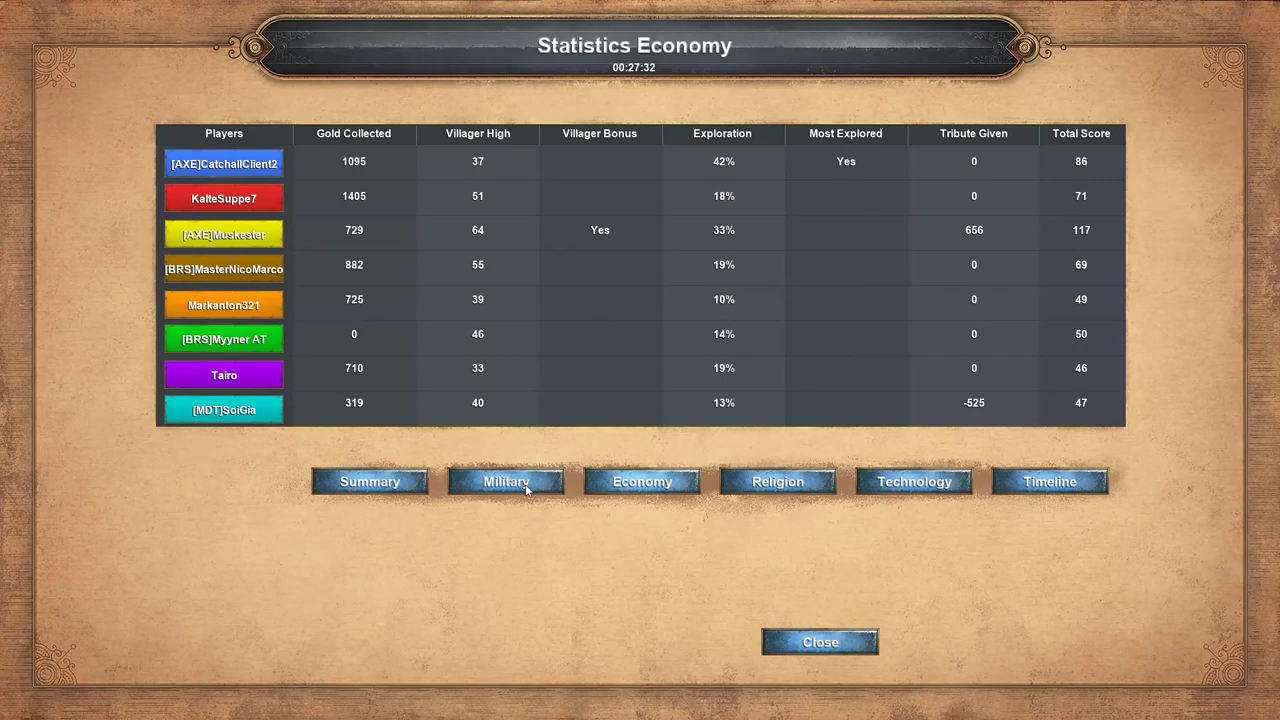 Statistics Economy
00:27:32
Players Gold Collected Villager High Villager Bonus Exploration Most Explored Tribute Given Total Score
[AXE]CatchallClient2 1095 37 42% Yes 0 86
KalteSuppe7 1405 51 18% 0 71
[AXE]Muskester 729 64 Yes 33% 656 117
[BRS]MasterNicoMarco 882 55 19% 0 69
Markanton321 725 39 10% 0 49
[BRS]Myyner AT 0 46 14% 0 50
Tairo 710 33 19% 0 46
[MDT]SoiGia 319 40 13% -525 47
Summary Military Economy Religion Technology Timeline
Close